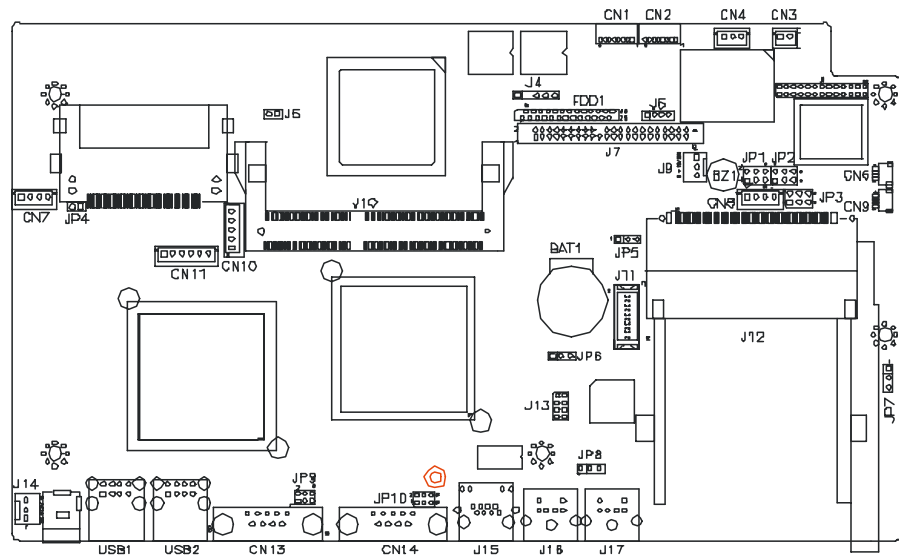 CN1 CN2 CN4 CN3
J4
FDD1 J6
J5
J7
J9 BZ1 JP1 JP2
CN6
CN7 JP4 J10 CN5 JP3 CN9
CN11 CN10 BAT1 JP5
J11
J12
JP6
JP7
J13
JP8
J14 JP9 JP10
USB1 USB2 CN13 CN14 J15 J16 J17